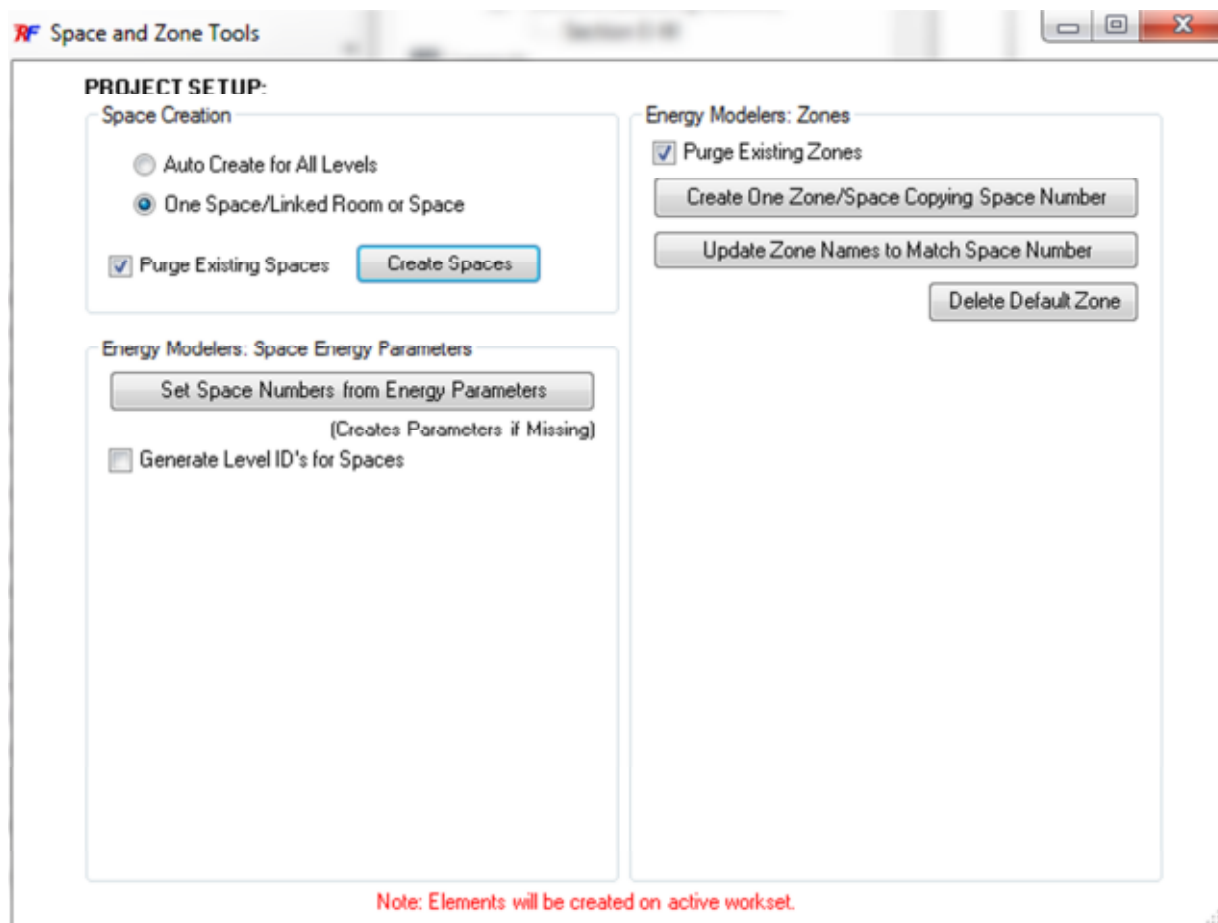 RF Space and Zone Tools
PROJECT SETUP:
Space Creation
Auto Create for All Levels
One Space/Linked Room or Space
Purge Existing Spaces
Create Spaces
Energy Modelers: Space Energy Parameters
Set Space Numbers from Energy Parameters
(Creates Parameters if Missing)
Generate Level ID's for Spaces
Energy Modelers: Zones
Purge Existing Zones
Create One Zone/Space Copying Space Number
Update Zone Names to Match Space Number
Delete Default Zone
Note: Elements will be created on active workset.